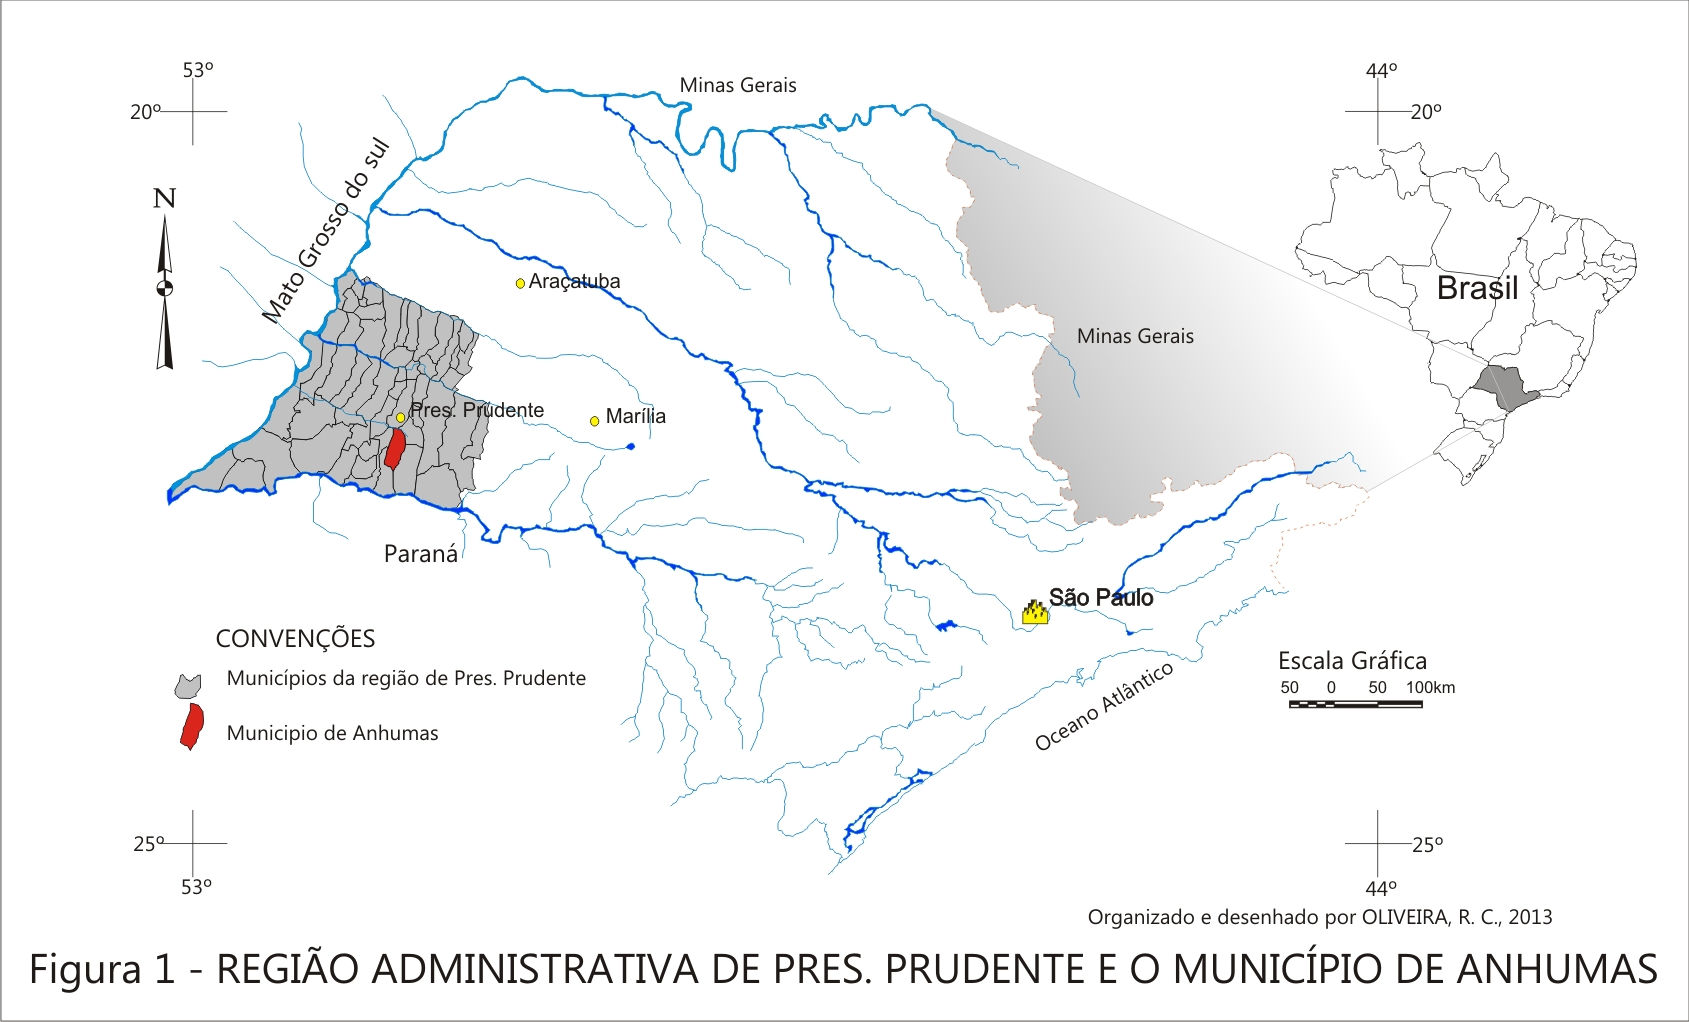 53º
44º
20º
20º
Minas Gerais
Mato Grosso do sul
N
Araçatuba
Brasil
Minas Gerais
Pres. Prudente
Marília
Paraná
São Paulo
CONVENÇÕES
Municípios da região de Pres. Prudente
Municipio de Anhumas
Oceano Atlântico
Escala Gráfica
50 0 50 100km
25º
25º
53º
44º
Organizado e desenhado por OLIVEIRA, R. C., 2013
Figura 1 - REGIÃO ADMINISTRATIVA DE PRES. PRUDENTE E O MUNICÍPIO DE ANHUMAS